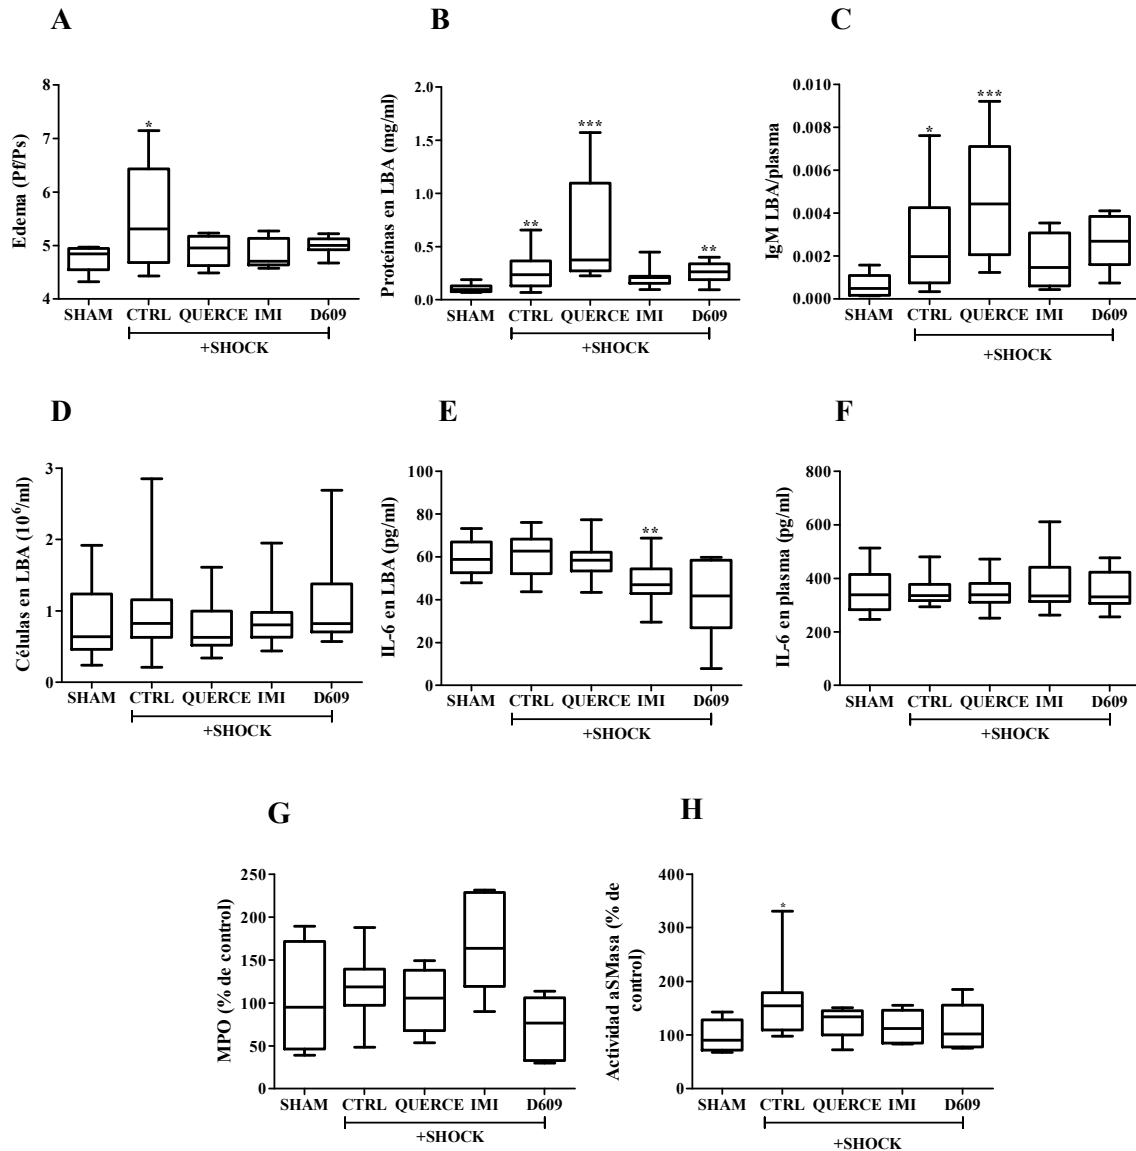 A
Edema (Pf/Ps)
8
7
6
5
4
*
SHAM CTRL QUERCE IMI D609
+SHOCK
B
Proteínas en LBA (mg/ml)
2.0
1.5
1.0
0.5
0.0
**
***
**
SHAM CTRL QUERCE IMI D609
+SHOCK
C
IgM LBA/plasma
0.010
0.008
0.006
0.004
0.002
0.000
*
***
SHAM CTRL QUERCE IMI D609
+SHOCK
D
Células en LBA (10⁶/ml)
3
2
1
0
SHAM CTRL QUERCE IMI D609
+SHOCK
E
IL-6 en LBA (pg/ml)
100
80
60
40
20
0
**
SHAM CTRL QUERCE IMI D609
+SHOCK
F
IL-6 en plasma (pg/ml)
800
600
400
200
0
SHAM CTRL QUERCE IMI D609
+SHOCK
G
MPO (% de control)
250
200
150
100
50
0
SHAM CTRL QUERCE IMI D609
+SHOCK
H
Actividad aSMasa (% de
control)
400
300
200
100
0
*
SHAM CTRL QUERCE IMI D609
+SHOCK